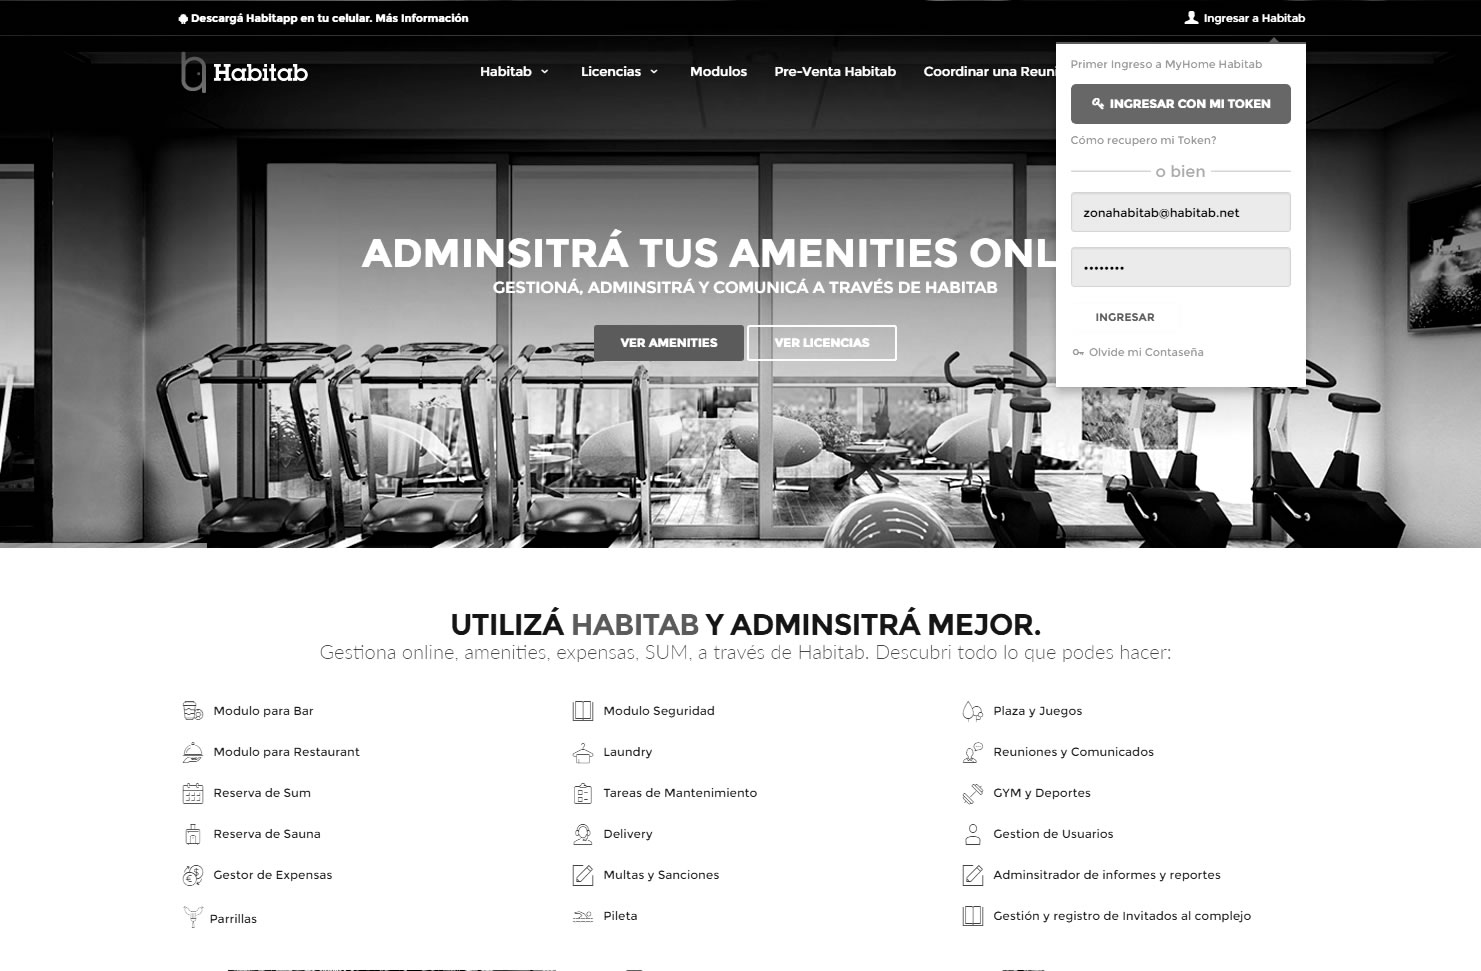 Descargá Habitapp en tu celular. Más Información
Ingresar a Habitab
Habitab
Habitab
Licencias
Modulos
Pre-Venta Habitab
Coordinar una Reuni
Primer Ingreso a MyHome Habitab
INGRESAR CON MI TOKEN
Cómo recupero mi Token?
o bien
zonahabitab@habitab.net
••••••••
INGRESAR
Olvide mi Contaseña
ADMINSITRÁ TUS AMENITIES ONL
GESTIONÁ, ADMINSITRÁ Y COMUNICÁ A TRAVÉS DE HABITAB
VER AMENITIES
VER LICENCIAS
UTILIZÁ HABITAB Y ADMINSITRÁ MEJOR.
Gestiona online, amenities, expensas, SUM, a través de Habitab. Descubri todo lo que podes hacer:
Modulo para Bar
Modulo para Restaurant
Reserva de Sum
Reserva de Sauna
Gestor de Expensas
Parrillas
Modulo Seguridad
Laundry
Tareas de Mantenimiento
Delivery
Multas y Sanciones
Pileta
Plaza y Juegos
Reuniones y Comunicados
GYM y Deportes
Gestion de Usuarios
Adminsitrador de informes y reportes
Gestión y registro de Invitados al complejo